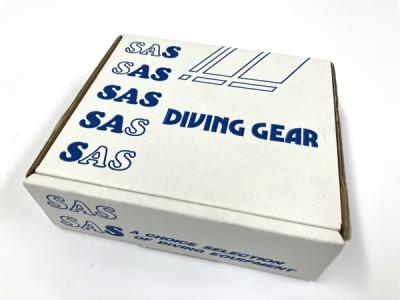 SAS
SAS
SAS
SAS
SAS
DIVING GEAR
SAS
SAS
A CHOICE SELECTION
OF DIVING EQUIPMENT